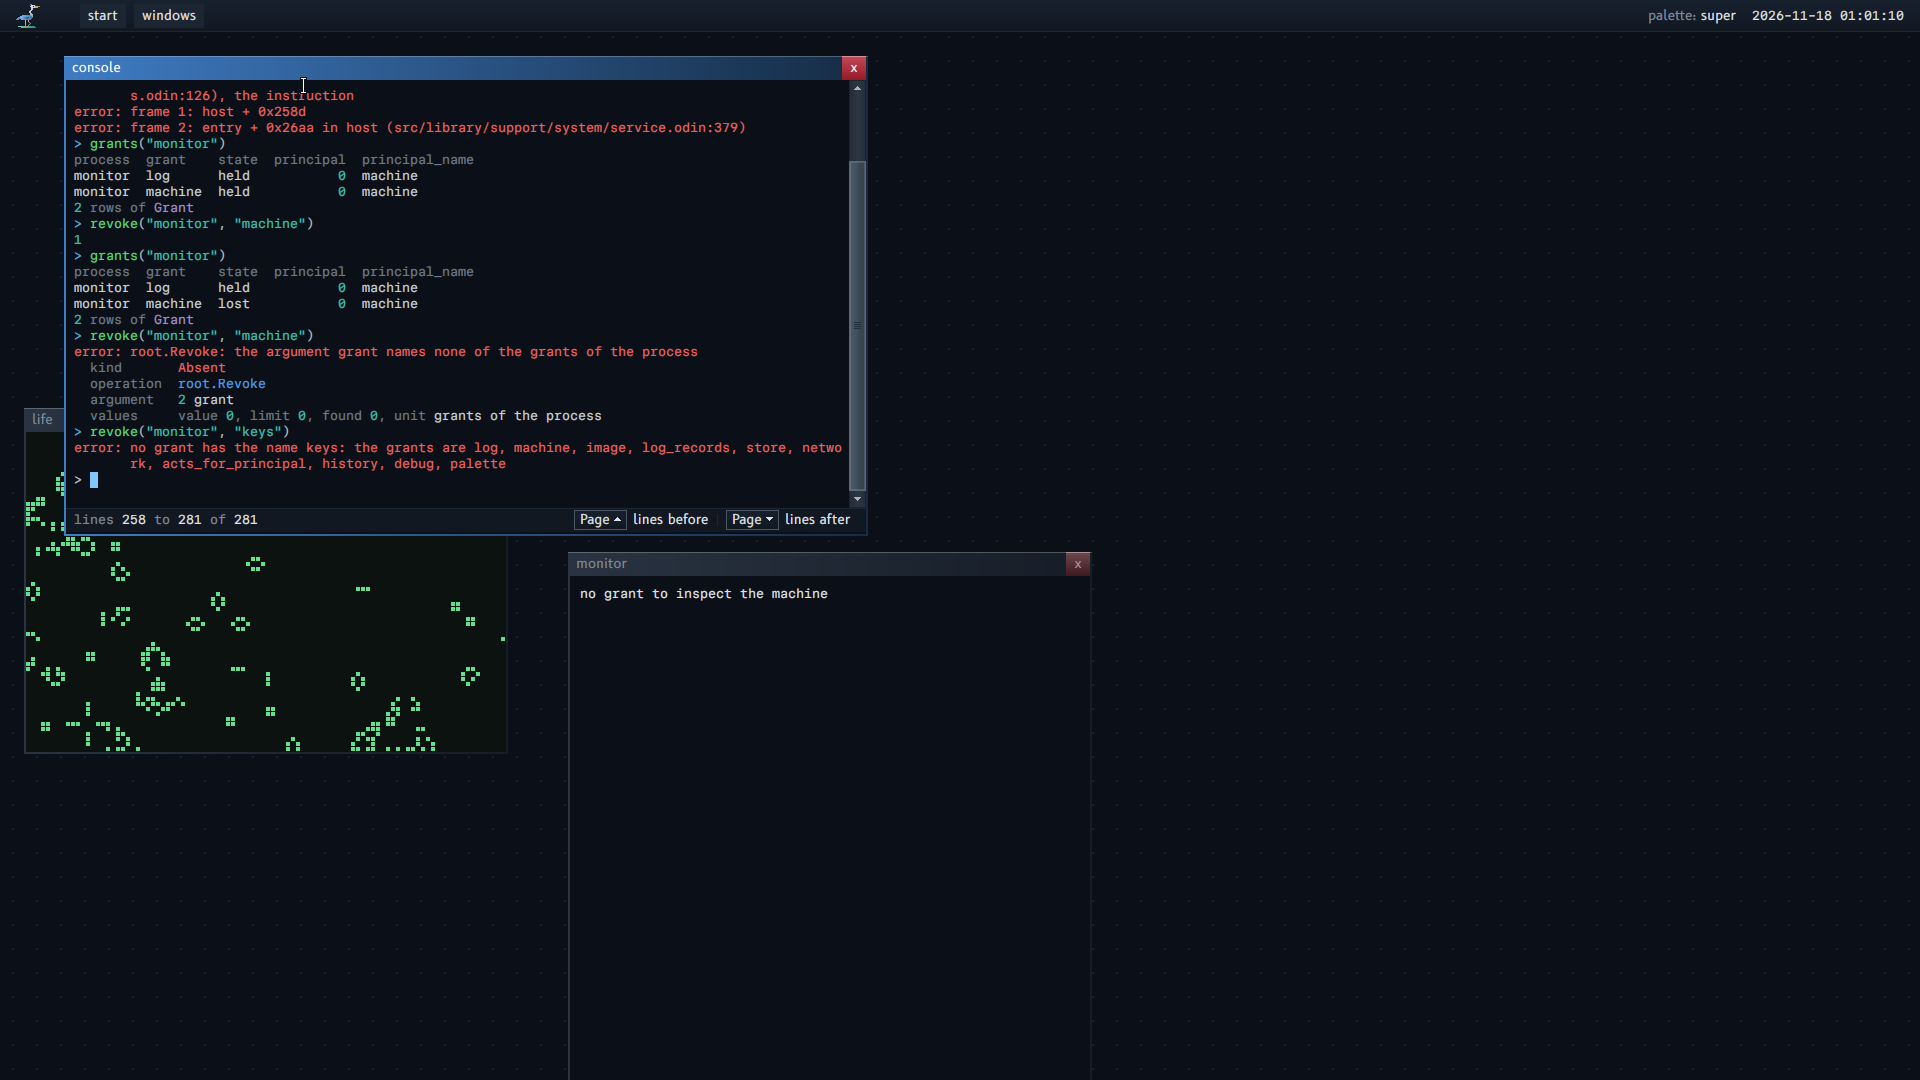 start windows palette: super 2026-11-18 01:01:10
console x
s.odin:126), the instruction
error: frame 1: host + 0x258d
error: frame 2: entry + 0x26aa in host (src/library/support/system/service.odin:379)
> grants("monitor")
process grant state principal principal_name
monitor log held 0 machine
monitor machine held 0 machine
2 rows of Grant
> revoke("monitor", "machine")
1
> grants("monitor")
process grant state principal principal_name
monitor log held 0 machine
monitor machine lost 0 machine
2 rows of Grant
> revoke("monitor", "machine")
error: root.Revoke: the argument grant names none of the grants of the process
kind Absent
operation root.Revoke
argument 2 grant
values value 0, limit 0, found 0, unit grants of the process
> revoke("monitor", "keys")
error: no grant has the name keys: the grants are log, machine, image, log_records, store, netwo
rk, acts_for_principal, history, debug, palette
>
lines 258 to 281 of 281 Page lines before Page lines after
life
monitor x
no grant to inspect the machine